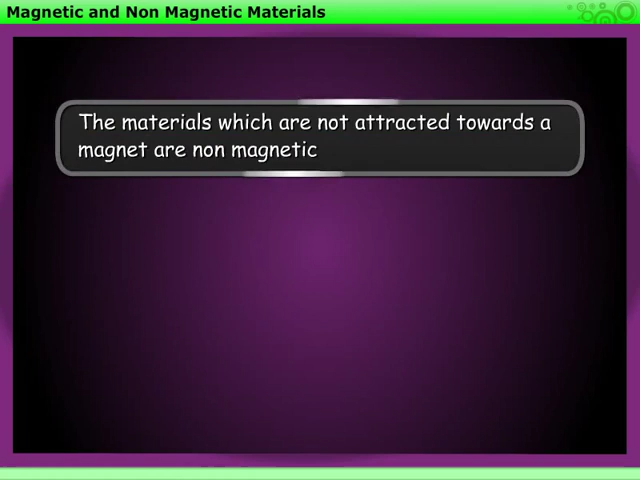 Magnetic and Non Magnetic Materials
The materials which are not attracted towards a
magnet are non magnetic